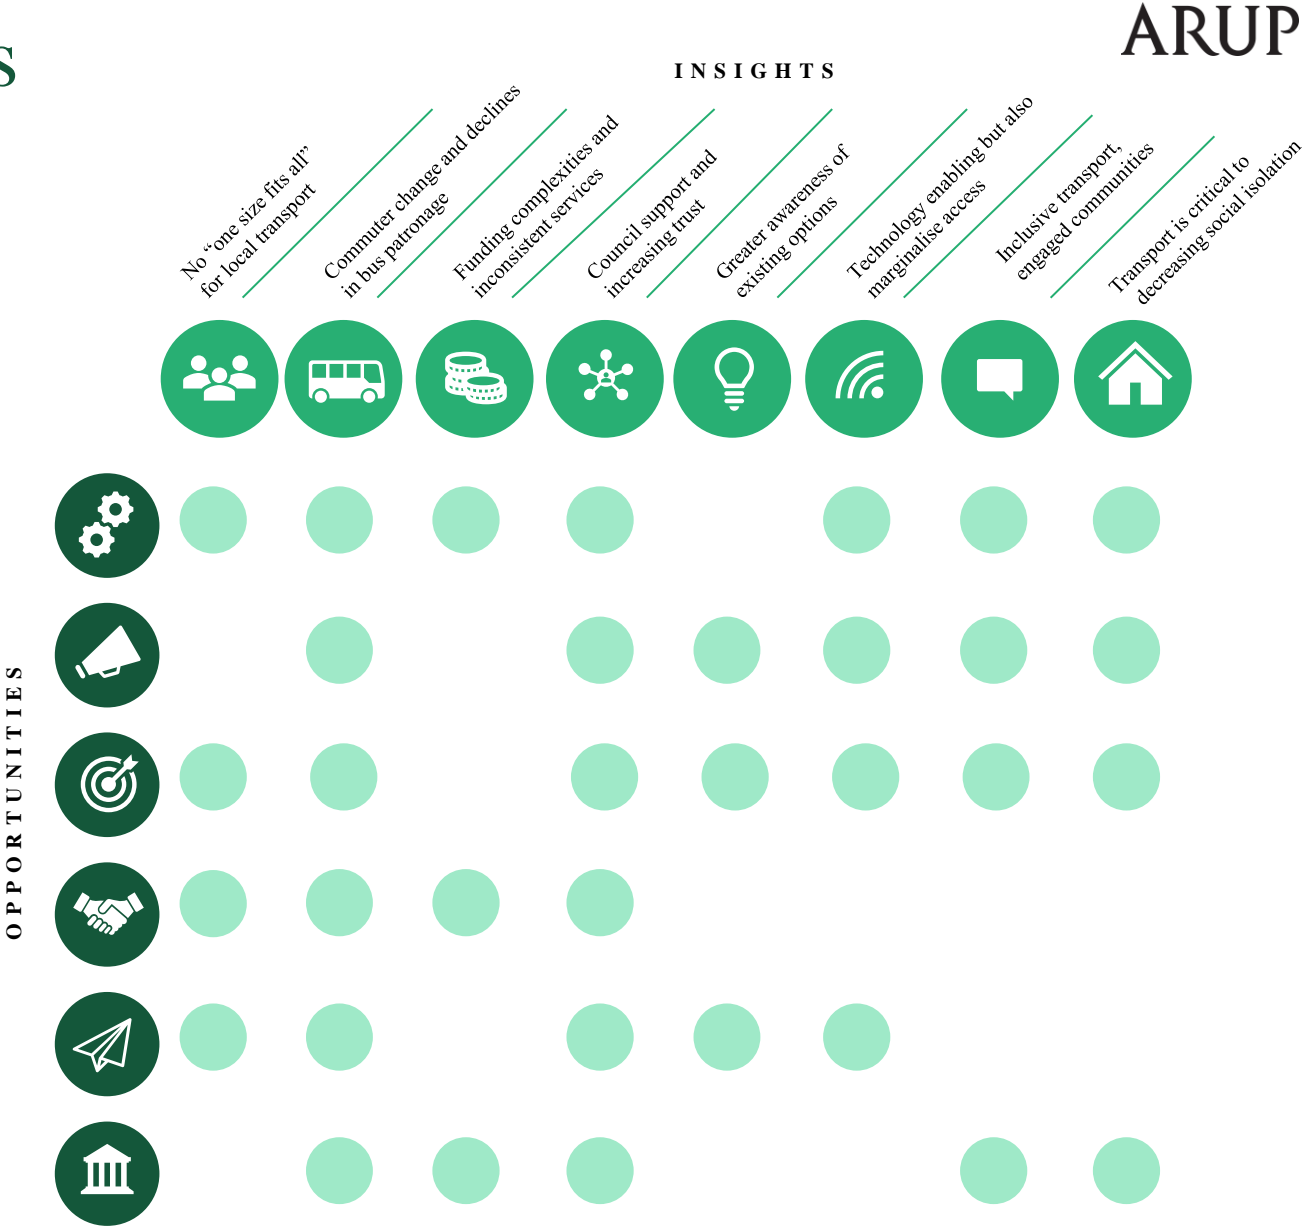 S
ARUP
INSIGHTS
No “one size fits all”
for local transport
Commuter change and declines
in bus patronage
Funding complexities and
inconsistent services
Council support and
increasing trust
Greater awareness of
existing options
Technology enabling but also
marginalise access
Inclusive transport,
engaged communities
Transport is critical to
decreasing social isolation
OPPORTUNITIES